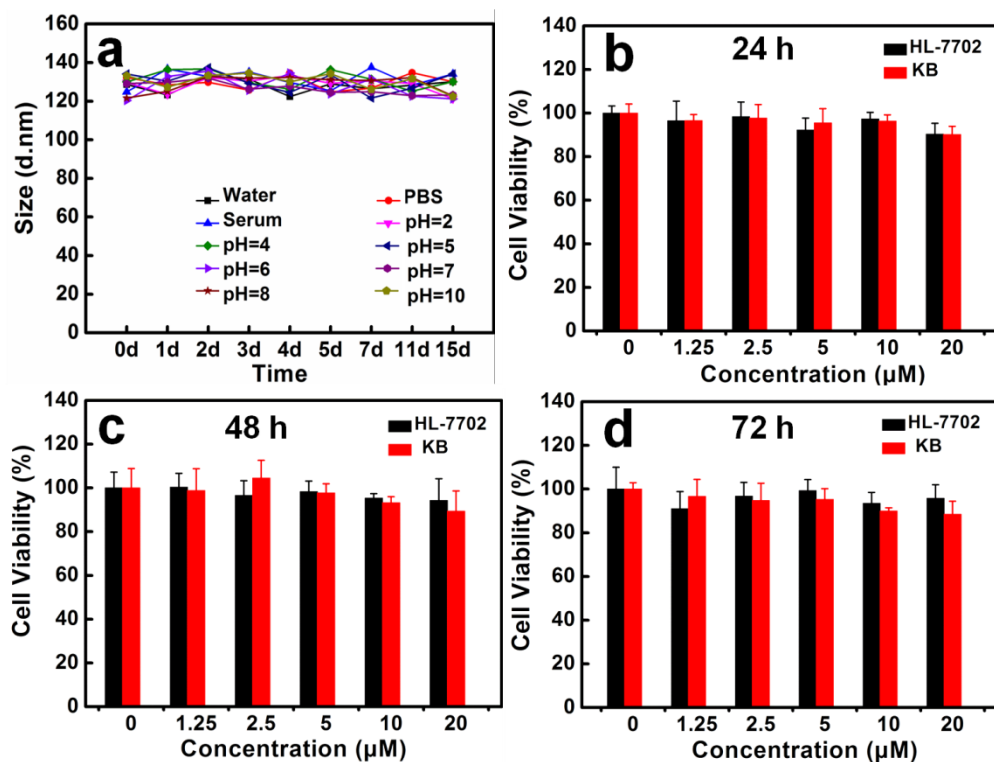 a
Size (d.nm)
160
140
120
100
80
60
40
20
0
Water
PBS
Serum
pH=2
pH=4
pH=5
pH=6
pH=7
pH=8
pH=10
0d 1d 2d 3d 4d 5d 7d 11d 15d
Time
b
24 h
HL-7702
KB
Cell Viability (%)
140
120
100
80
60
40
20
0
0 1.25 2.5 5 10 20
Concentration (µM)
c
48 h
HL-7702
KB
Cell Viability (%)
140
120
100
80
60
40
20
0
0 1.25 2.5 5 10 20
Concentration (µM)
d
72 h
HL-7702
KB
Cell Viability (%)
140
120
100
80
60
40
20
0
0 1.25 2.5 5 10 20
Concentration (µM)